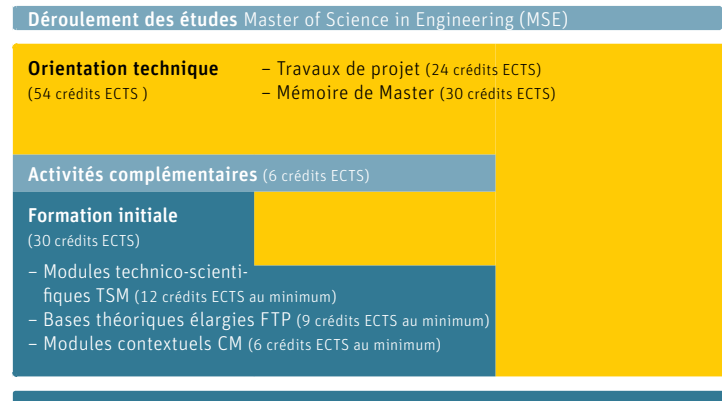 Déroulement des études Master of Science in Engineering (MSE)
Orientation technique
(54 crédits ECTS )
– Travaux de projet (24 crédits ECTS)
– Mémoire de Master (30 crédits ECTS)
Activités complémentaires (6 crédits ECTS)
Formation initiale
(30 crédits ECTS)
– Modules technico-scienti-
fiques TSM (12 crédits ECTS au minimum)
– Bases théoriques élargies FTP (9 crédits ECTS au minimum)
– Modules contextuels CM (6 crédits ECTS au minimum)